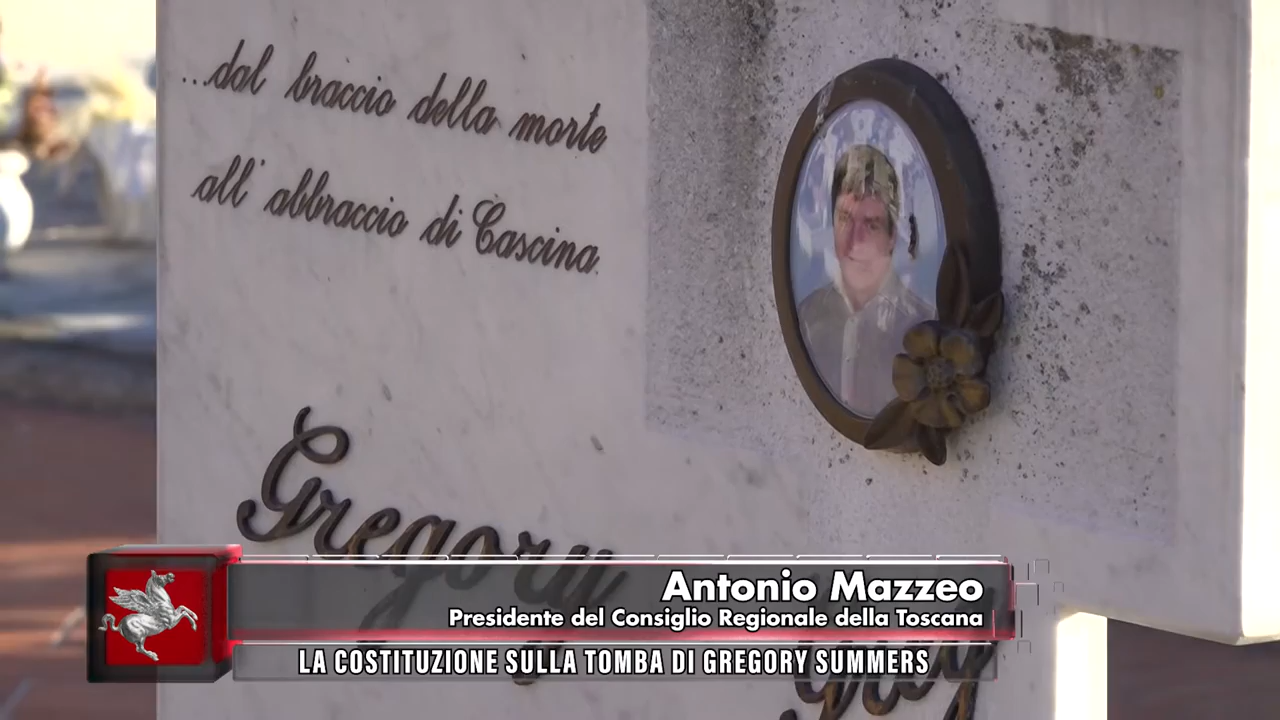 ...dal braccio della morte
all' abbraccio di Cascina
Gregory
Antonio Mazzeo
Presidente del Consiglio Regionale della Toscana
LA COSTITUZIONE SULLA TOMBA DI GREGORY SUMMERS